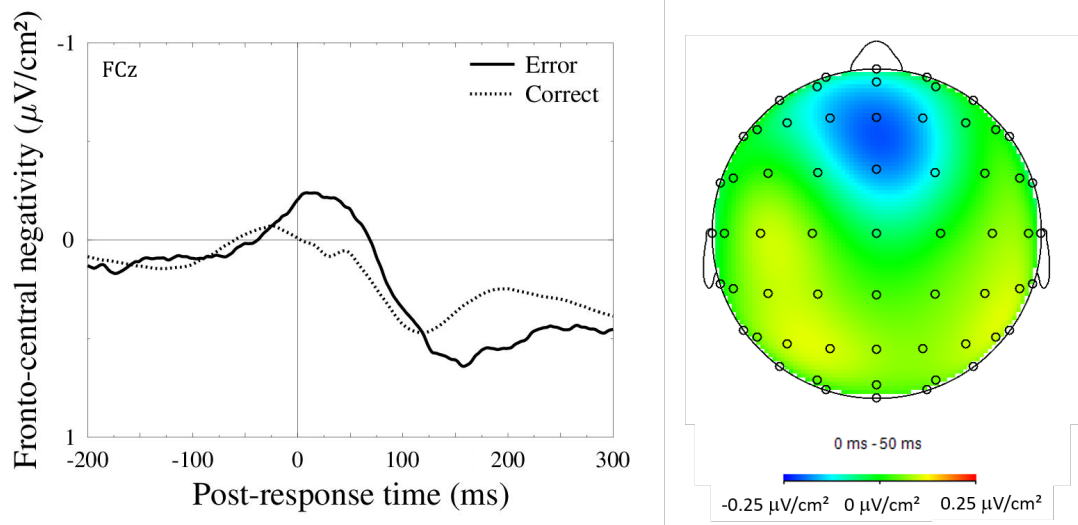 -1
FCz
Error
Correct
0
1
Fronto-central negativity (μV/cm²)
-200
-100
0
100
200
300
Post-response time (ms)
0 ms - 50 ms
-0.25 μV/cm²
0 μV/cm²
0.25 μV/cm²